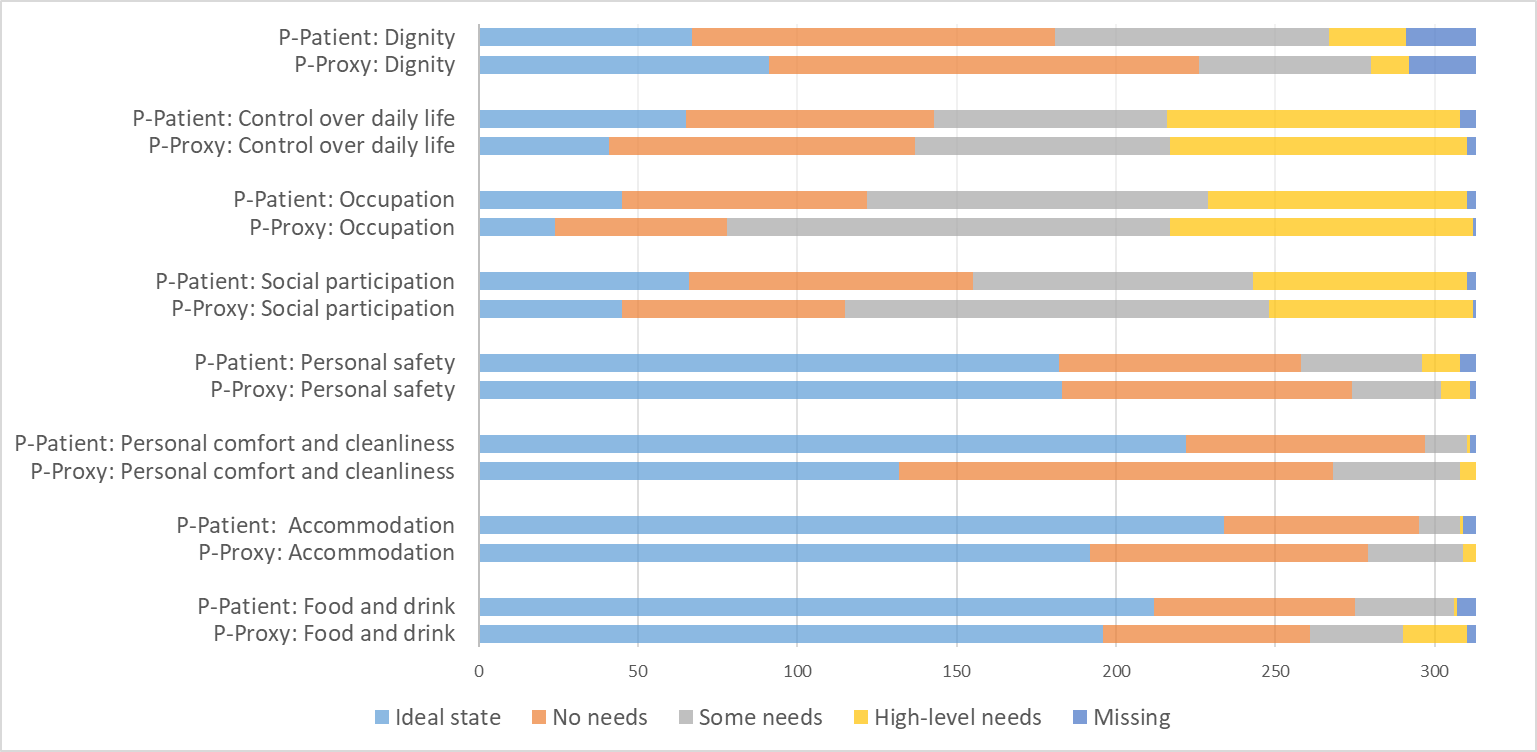 P-Patient: Dignity
P-Proxy: Dignity
P-Patient: Control over daily life
P-Proxy: Control over daily life
P-Patient: Occupation
P-Proxy: Occupation
P-Patient: Social participation
P-Proxy: Social participation
P-Patient: Personal safety
P-Proxy: Personal safety
P-Patient: Personal comfort and cleanliness
P-Proxy: Personal comfort and cleanliness
P-Patient:  Accommodation
P-Proxy: Accommodation
P-Patient: Food and drink
P-Proxy: Food and drink
0 50 100 150 200 250 300
Ideal state No needs Some needs High-level needs Missing